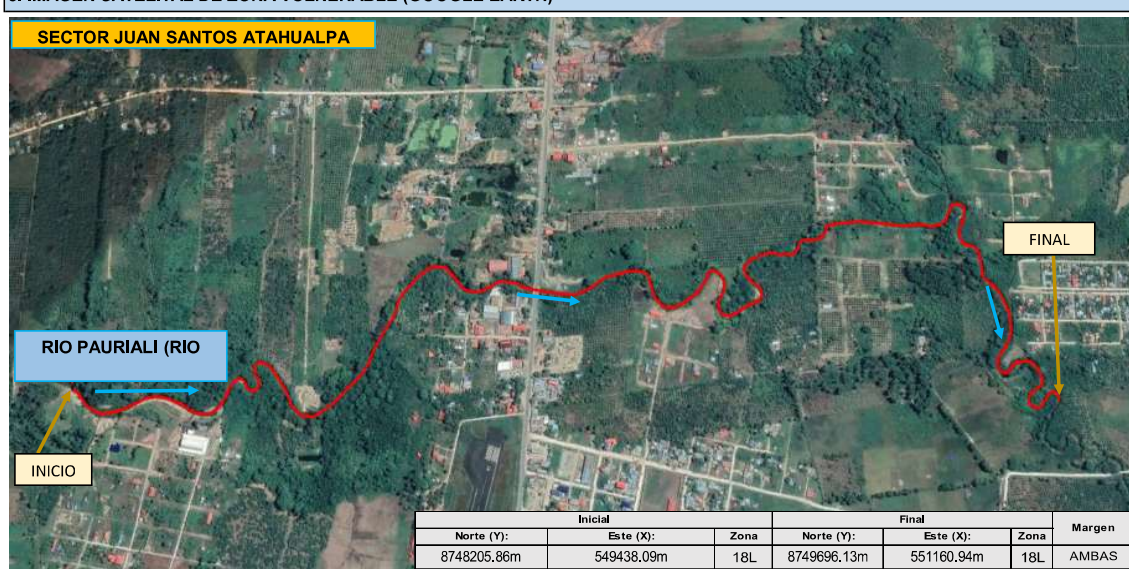 SECTOR JUAN SANTOS ATAHUALPA
FINAL
RIO PAURIALI (RIO
INICIO
Inicial Final Margen
Norte (Y): Este (X): Zona Norte (Y): Este (X): Zona
8748205.86m 549438.09m 18L 8749696.13m 551160.94m 18L AMBAS